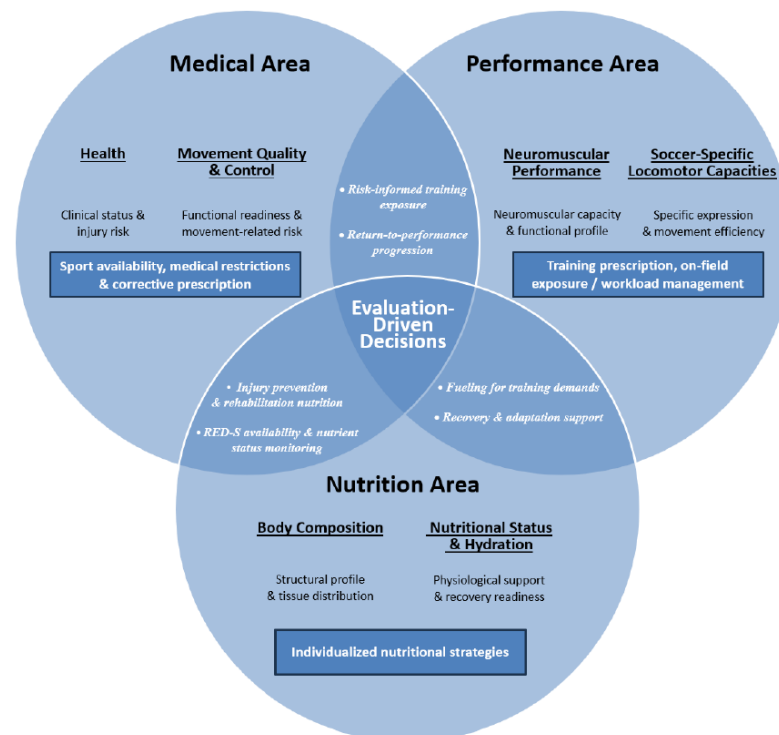 Medical Area
Performance Area
Health
Movement Quality
& Control
Clinical status &
injury risk
Functional readiness &
movement-related risk
Sport availability, medical restrictions
& corrective prescription
• Risk-informed training
exposure
• Return-to-performance
progression
Neuromuscular
Performance
Soccer-Specific
Locomotor Capacities
Neuromuscular capacity
& functional profile
Specific expression
& movement efficiency
Training prescription, on-field
exposure / workload management
Evaluation-
Driven
Decisions
• Injury prevention
& rehabilitation nutrition
• RED-S availability & nutrient
status monitoring
• Fueling for training demands
• Recovery & adaptation support
Nutrition Area
Body Composition
Nutritional Status
& Hydration
Structural profile
& tissue distribution
Physiological support
& recovery readiness
Individualized nutritional strategies